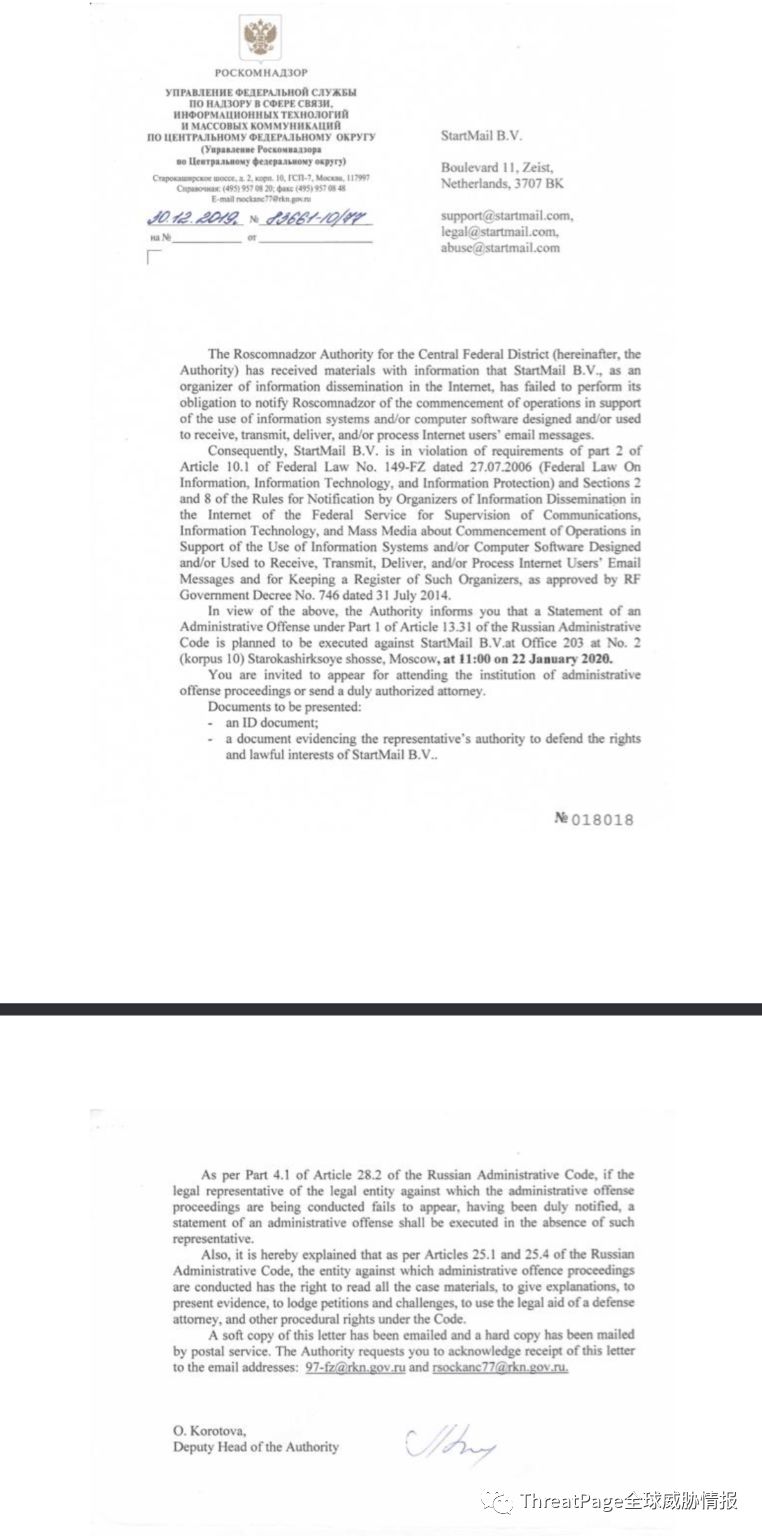 РОСКОМНАДЗОР
УПРАВЛЕНИЕ ФЕДЕРАЛЬНОЙ СЛУЖБЫ
ПО НАДЗОРУ В СФЕРЕ СВЯЗИ,
ИНФОРМАЦИОННЫХ ТЕХНОЛОГИЙ
И МАССОВЫХ КОММУНИКАЦИЙ
ПО ЦЕНТРАЛЬНОМУ ФЕДЕРАЛЬНОМУ ОКРУГУ
(Управление Роскомнадзора
по Центральному федеральному округу)
Старокаширское шоссе, д. 2, корп. 10, ГСП-7, Москва, 117997
Справочная: (495) 957 08 20; факс (495) 957 08 48
E-mail rsockanc77@rkn.gov.ru
30.12.2019. № 83661-10/77
на № от
StartMail B.V.
Boulevard 11, Zeist,
Netherlands, 3707 BK
support@startmail.com,
legal@startmail.com,
abuse@startmail.com
The Roscomnadzor Authority for the Central Federal District (hereinafter, the
Authority) has received materials with information that StartMail B.V., as an
organizer of information dissemination in the Internet, has failed to perform its
obligation to notify Roscomnadzor of the commencement of operations in support
of the use of information systems and/or computer software designed and/or used
to receive, transmit, deliver, and/or process Internet users' email messages.
Consequently, StartMail B.V. is in violation of requirements of part 2 of
Article 10.1 of Federal Law No. 149-FZ dated 27.07.2006 (Federal Law On
Information, Information Technology, and Information Protection) and Sections 2
and 8 of the Rules for Notification by Organizers of Information Dissemination in
the Internet of the Federal Service for Supervision of Communications,
Information Technology, and Mass Media about Commencement of Operations in
Support of the Use of Information Systems and/or Computer Software Designed
and/or Used to Receive, Transmit, Deliver, and/or Process Internet Users' Email
Messages and for Keeping a Register of Such Organizers, as approved by RF
Government Decree No. 746 dated 31 July 2014.
In view of the above, the Authority informs you that a Statement of an
Administrative Offense under Part 1 of Article 13.31 of the Russian Administrative
Code is planned to be executed against StartMail B.V.at Office 203 at No. 2
(korpus 10) Starokashirksoye shosse, Moscow, at 11:00 on 22 January 2020.
You are invited to appear for attending the institution of administrative
offense proceedings or send a duly authorized attorney.
Documents to be presented:
- an ID document;
- a document evidencing the representative's authority to defend the rights
and lawful interests of StartMail B.V..
№ 018018
As per Part 4.1 of Article 28.2 of the Russian Administrative Code, if the
legal representative of the legal entity against which the administrative offense
proceedings are being conducted fails to appear, having been duly notified, a
statement of an administrative offense shall be executed in the absence of such
representative.
Also, it is hereby explained that as per Articles 25.1 and 25.4 of the Russian
Administrative Code, the entity against which administrative offence proceedings
are conducted has the right to read all the case materials, to give explanations, to
present evidence, to lodge petitions and challenges, to use the legal aid of a defense
attorney, and other procedural rights under the Code.
A soft copy of this letter has been emailed and a hard copy has been mailed
by postal service. The Authority requests you to acknowledge receipt of this letter
to the email addresses: 97-fz@rkn.gov.ru and rsockanc77@rkn.gov.ru.
O. Korotova,
Deputy Head of the Authority
ThreatPage全球威胁情报